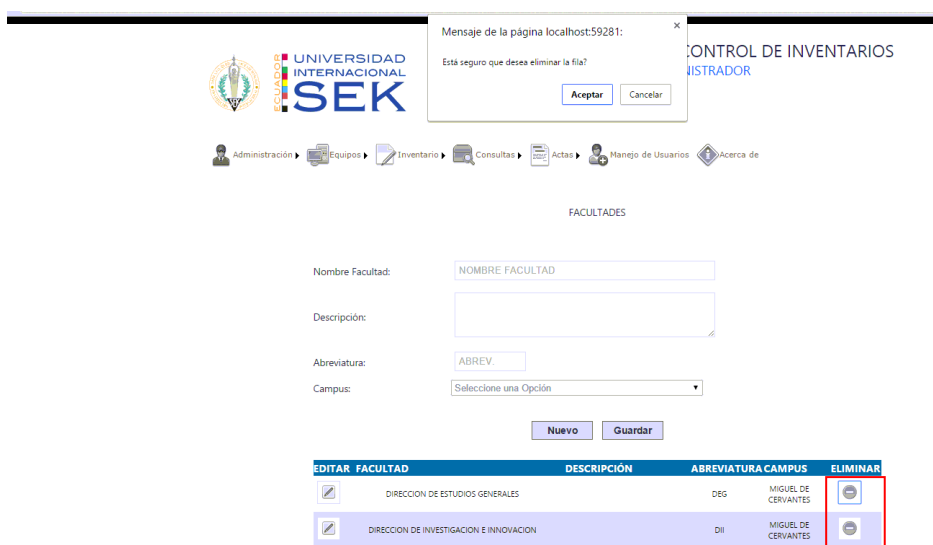 Mensaje de la página localhost:59281:
×
Está seguro que desea eliminar la fila?
Aceptar Cancelar
ECUADOR
UNIVERSIDAD
INTERNACIONAL
SEK
CONTROL DE INVENTARIOS
NISTRADOR
Administración Equipos Inventario Consultas Actas Manejo de Usuarios Acerca de
FACULTADES
Nombre Facultad: NOMBRE FACULTAD
Descripción:
Abreviatura: ABREV.
Campus: Seleccione una Opción
Nuevo Guardar
EDITAR FACULTAD DESCRIPCIÓN ABREVIATURA CAMPUS ELIMINAR
DIRECCION DE ESTUDIOS GENERALES DEG MIGUEL DE
CERVANTES
DIRECCION DE INVESTIGACION E INNOVACION DII MIGUEL DE
CERVANTES